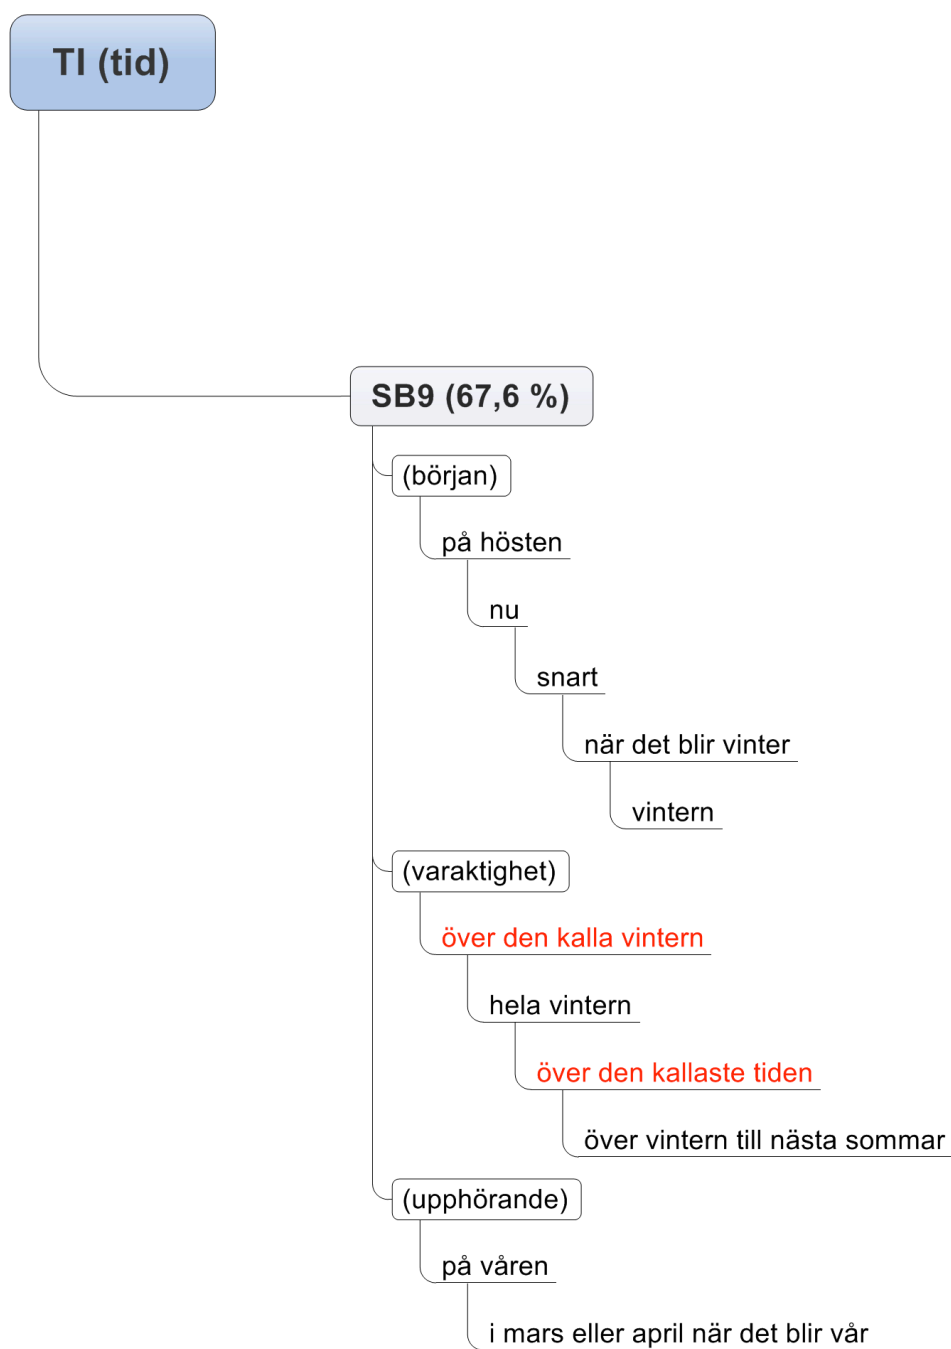 TI (tid)
SB9 (67,6 %)
(början)
på hösten
nu
snart
när det blir vinter
vintern
(varaktighet)
över den kalla vintern
hela vintern
över den kallaste tiden
över vintern till nästa sommar
(upphörande)
på våren
i mars eller april när det blir vår